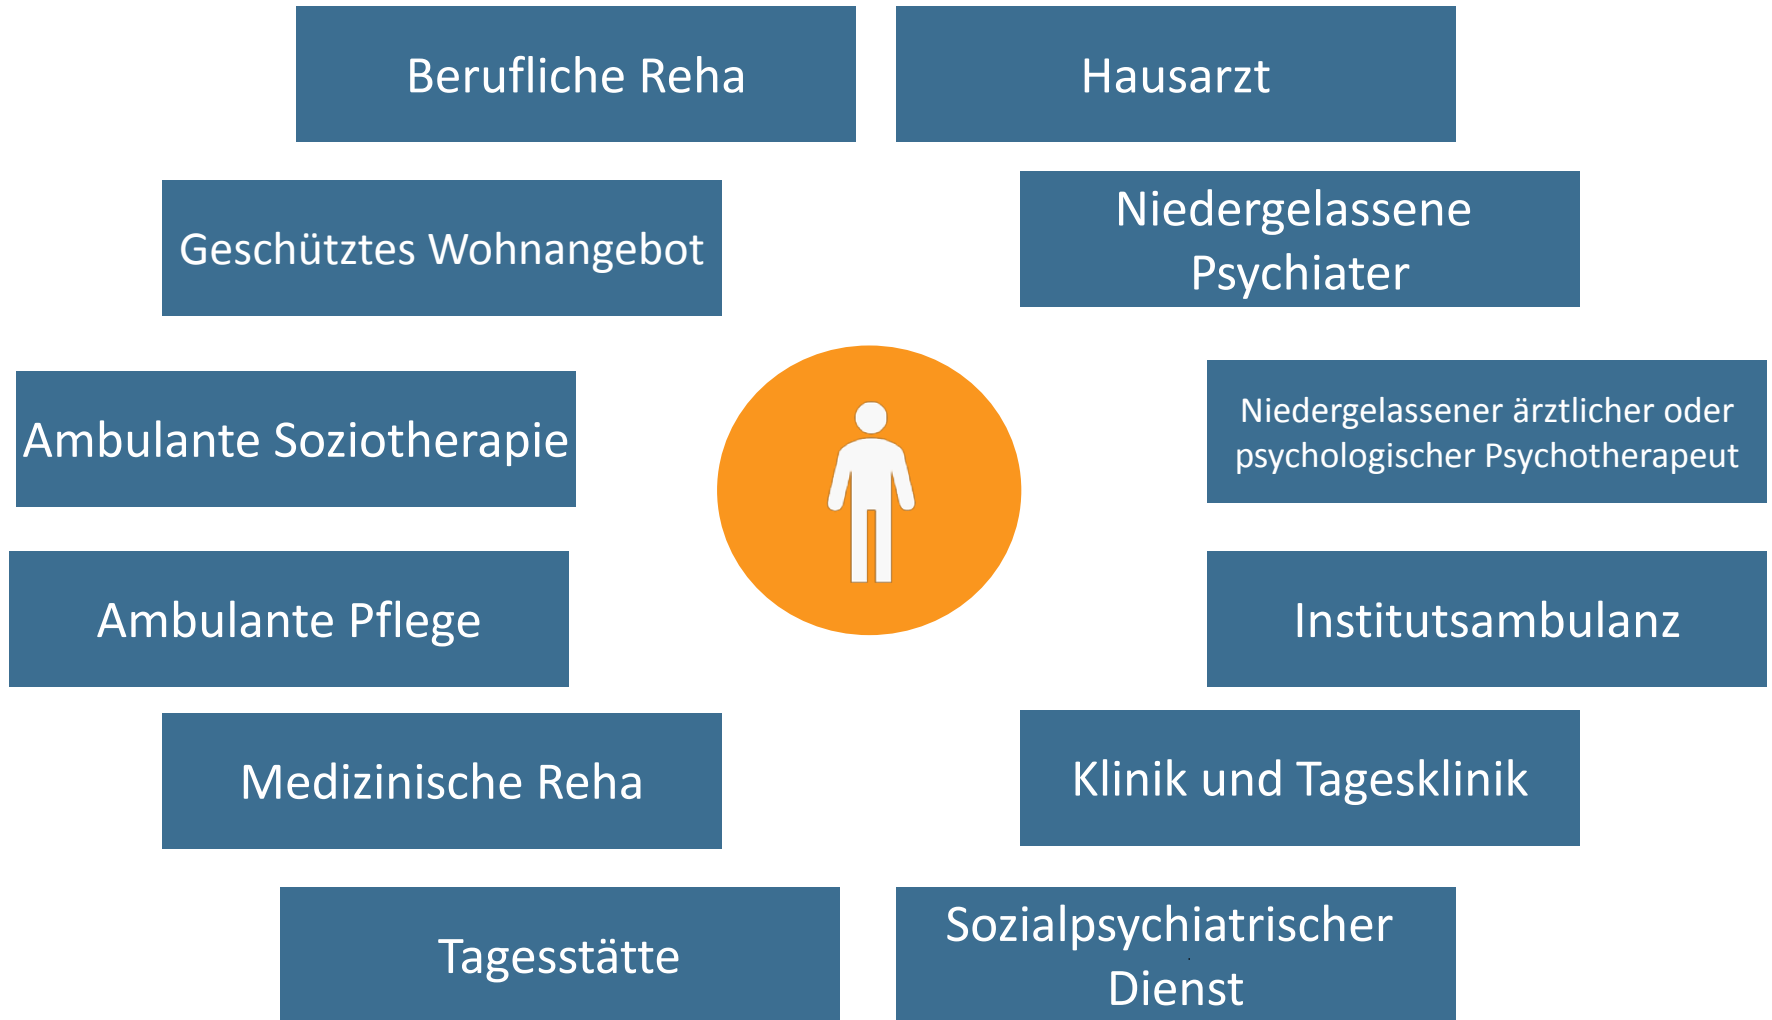 Berufliche Reha
Hausarzt
Geschütztes Wohnangebot
Niedergelassene
Psychiater
Ambulante Soziotherapie
Niedergelassener ärztlicher oder
psychologischer Psychotherapeut
Ambulante Pflege
Institutsambulanz
Medizinische Reha
Klinik und Tagesklinik
Tagesstätte
Sozialpsychiatrischer
Dienst